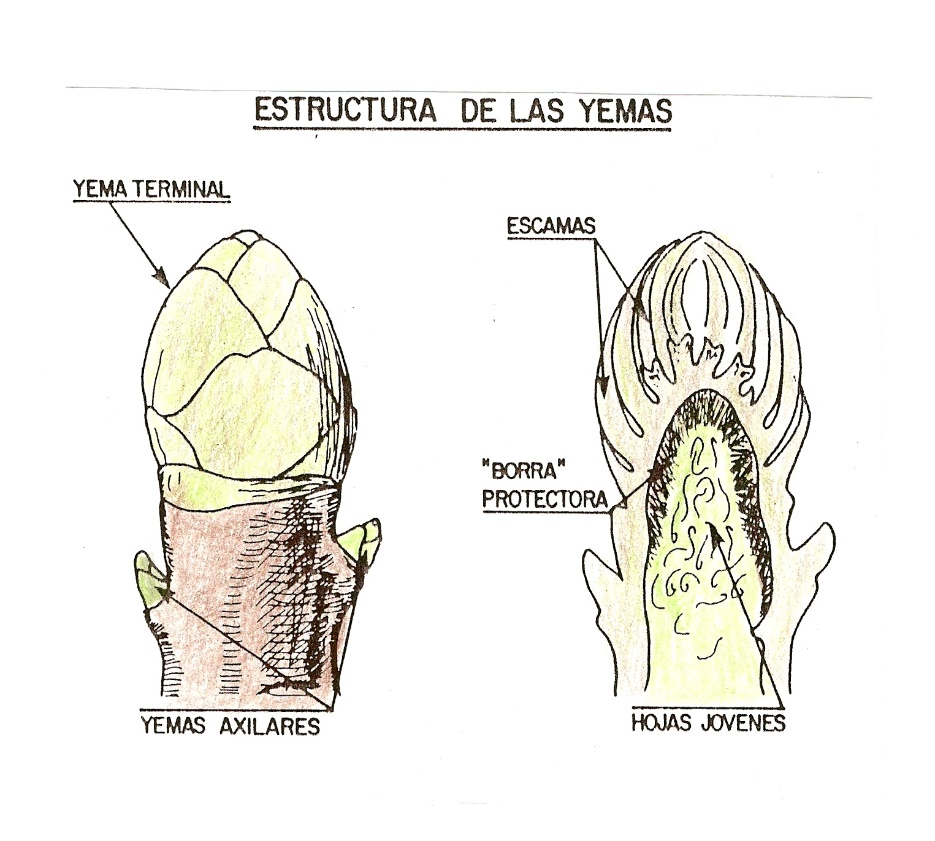 ESTRUCTURA DE LAS YEMAS
YEMA TERMINAL
ESCAMAS
"BORRA"
PROTECTORA
YEMAS AXILARES
HOJAS JOVENES